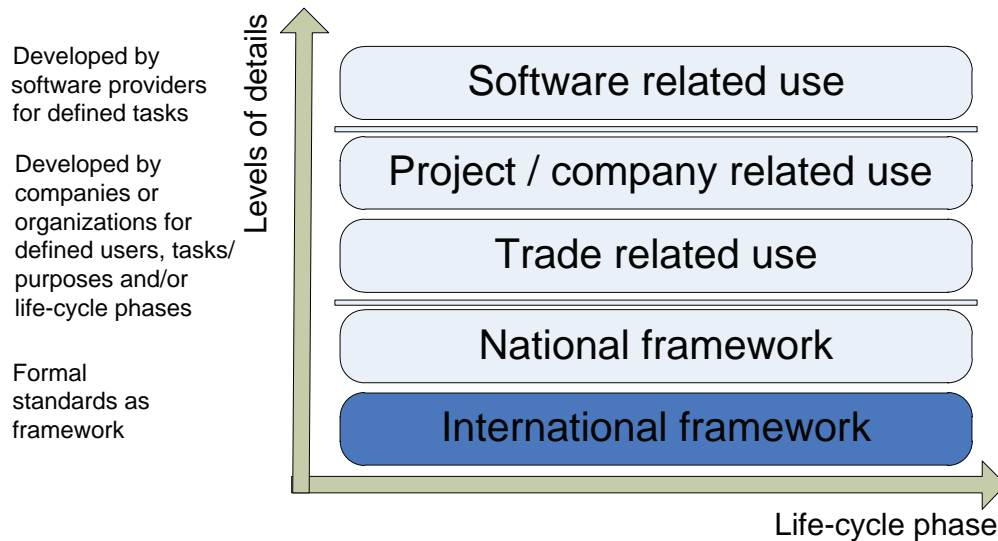 Developed by
software providers
for defined tasks
Developed by
companies or
organizations for
defined users, tasks/
purposes and/or
life-cycle phases
Formal
standards as
framework
Levels of details
Software related use
Project / company related use
Trade related use
National framework
International framework
Life-cycle phase